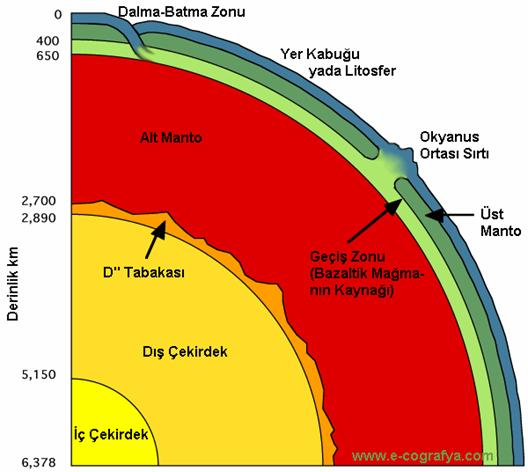 0
400
650
2,700
2,890
5,150
6,378
Derinlik km
Dalma-Batma Zonu
Yer Kabuğu
yada Litosfer
Okyanus
Ortası Sırtı
Alt Manto
Üst
Manto
Geçiş Zonu
(Bazaltik Mağma-
nın Kaynağı)
D" Tabakası
Dış Çekirdek
İç Çekirdek
www.e-cografya.com